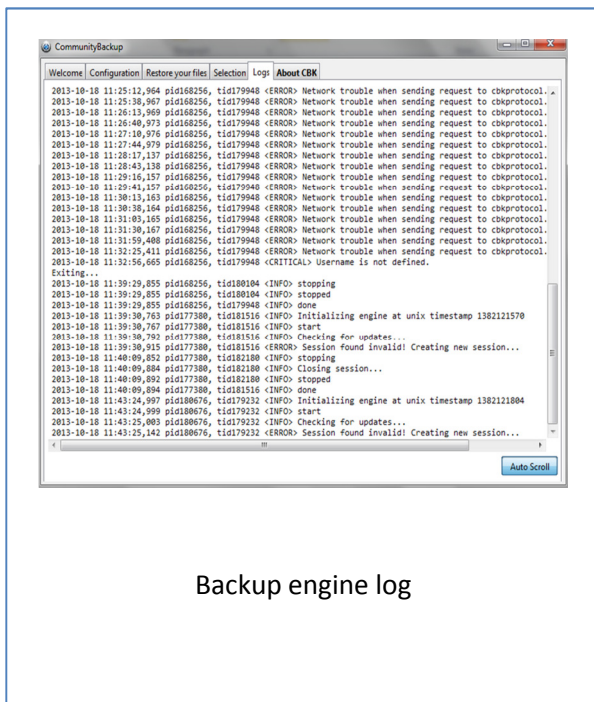 CommunityBackup
Welcome Configuration Restore your files Selection Logs About CBK
2013-10-18 11:25:12,964 pid168256, tid179948 <ERROR> Network trouble when sending request to cbkprotocol.
2013-10-18 11:25:38,967 pid168256, tid179948 <ERROR> Network trouble when sending request to cbkprotocol.
2013-10-18 11:26:13,969 pid168256, tid179948 <ERROR> Network trouble when sending request to cbkprotocol.
2013-10-18 11:26:40,973 pid168256, tid179948 <ERROR> Network trouble when sending request to cbkprotocol.
2013-10-18 11:27:10,976 pid168256, tid179948 <ERROR> Network trouble when sending request to cbkprotocol.
2013-10-18 11:27:44,979 pid168256, tid179948 <ERROR> Network trouble when sending request to cbkprotocol.
2013-10-18 11:28:17,137 pid168256, tid179948 <ERROR> Network trouble when sending request to cbkprotocol.
2013-10-18 11:28:43,138 pid168256, tid179948 <ERROR> Network trouble when sending request to cbkprotocol.
2013-10-18 11:29:16,157 pid168256, tid179948 <ERROR> Network trouble when sending request to cbkprotocol.
2013-10-18 11:29:41,157 pid168256, tid179948 <ERROR> Network trouble when sending request to cbkprotocol.
2013-10-18 11:30:13,163 pid168256, tid179948 <ERROR> Network trouble when sending request to cbkprotocol.
2013-10-18 11:30:38,164 pid168256, tid179948 <ERROR> Network trouble when sending request to cbkprotocol.
2013-10-18 11:31:03,165 pid168256, tid179948 <ERROR> Network trouble when sending request to cbkprotocol.
2013-10-18 11:31:30,167 pid168256, tid179948 <ERROR> Network trouble when sending request to cbkprotocol.
2013-10-18 11:31:59,408 pid168256, tid179948 <ERROR> Network trouble when sending request to cbkprotocol.
2013-10-18 11:32:25,411 pid168256, tid179948 <ERROR> Network trouble when sending request to cbkprotocol.
2013-10-18 11:32:56,665 pid168256, tid179948 <CRITICAL> Username is not defined.
Exiting...
2013-10-18 11:39:29,855 pid168256, tid180104 <INFO> stopping
2013-10-18 11:39:29,855 pid168256, tid180104 <INFO> stopped
2013-10-18 11:39:29,855 pid168256, tid179948 <INFO> done
2013-10-18 11:39:30,763 pid177380, tid181516 <INFO> Initializing engine at unix timestamp 1382121570
2013-10-18 11:39:30,767 pid177380, tid181516 <INFO> start
2013-10-18 11:39:30,792 pid177380, tid181516 <INFO> Checking for updates...
2013-10-18 11:39:30,915 pid177380, tid181516 <ERROR> Session found invalid! Creating new session...
2013-10-18 11:40:09,852 pid177380, tid182180 <INFO> stopping
2013-10-18 11:40:09,884 pid177380, tid182180 <INFO> Closing session...
2013-10-18 11:40:09,892 pid177380, tid182180 <INFO> stopped
2013-10-18 11:40:09,894 pid177380, tid181516 <INFO> done
2013-10-18 11:43:24,997 pid180676, tid179232 <INFO> Initializing engine at unix timestamp 1382121804
2013-10-18 11:43:24,999 pid180676, tid179232 <INFO> start
2013-10-18 11:43:25,003 pid180676, tid179232 <INFO> Checking for updates...
2013-10-18 11:43:25,142 pid180676, tid179232 <ERROR> Session found invalid! Creating new session...
Auto Scroll
Backup engine log